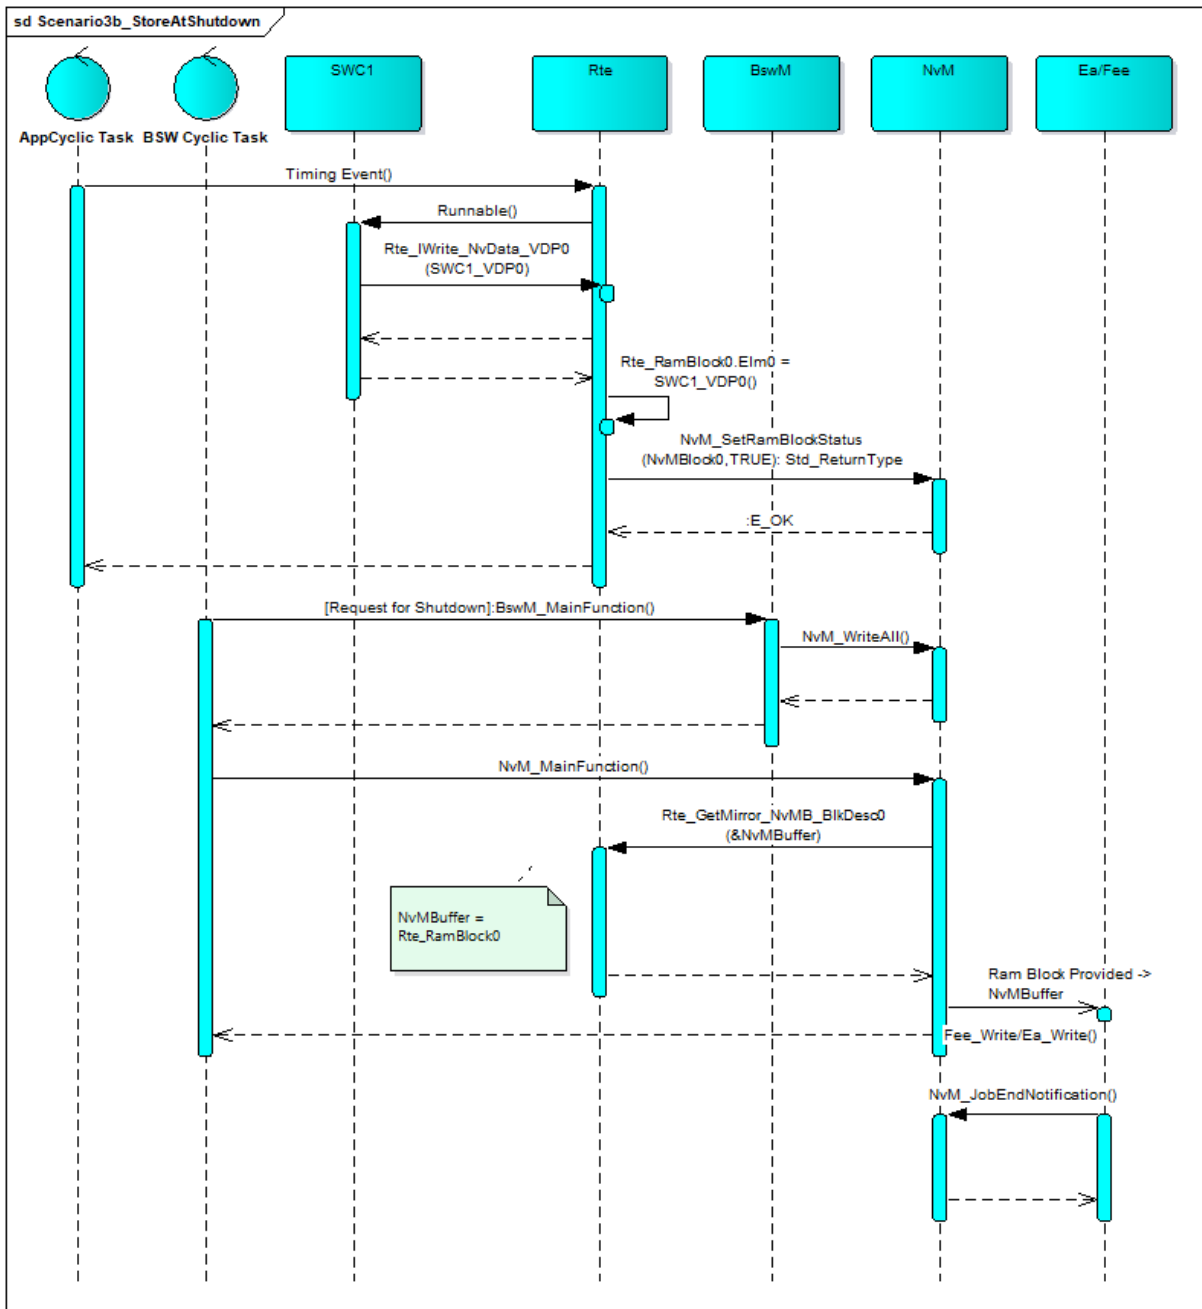 sd Scenario3b_StoreAtShutdown
AppCyclic Task
BSW Cyclic Task
SWC1
Rte
BswM
NvM
Ea/Fee
Timing Event()
Runnable()
Rte_IWrite_NvData_VDP0
(SWC1_VDP0)
Rte_RamBlock0.Elm0 =
SWC1_VDP0()
NvM_SetRamBlockStatus
(NvMBlock0,TRUE): Std_ReturnType
:E_OK
[Request for Shutdown]:BswM_MainFunction()
NvM_WriteAll()
NvM_MainFunction()
Rte_GetMirror_NvMB_BlkDesc0
(&NvMBuffer)
NvMBuffer =
Rte_RamBlock0
Ram Block Provided ->
NvMBuffer
Fee_Write/Ea_Write()
NvM_JobEndNotification()